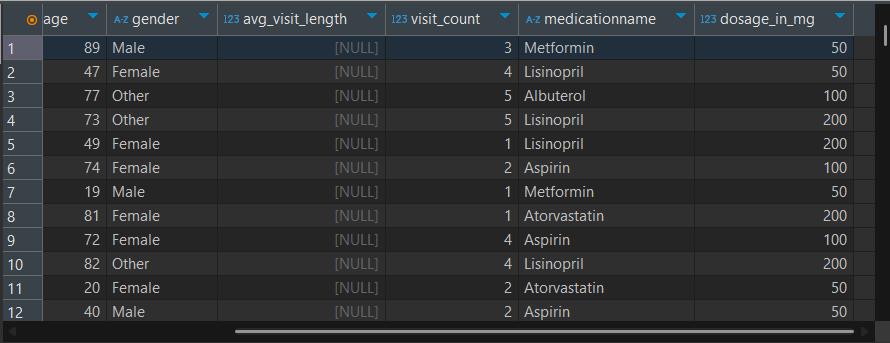 age A-Z gender 123 avg_visit_length 123 visit_count A-Z medicationname 123 dosage_in_mg
1 89 Male [NULL] 3 Metformin 50
2 47 Female [NULL] 4 Lisinopril 50
3 77 Other [NULL] 5 Albuterol 100
4 73 Other [NULL] 5 Lisinopril 200
5 49 Female [NULL] 1 Lisinopril 200
6 74 Female [NULL] 2 Aspirin 100
7 19 Male [NULL] 1 Metformin 50
8 81 Female [NULL] 1 Atorvastatin 200
9 72 Female [NULL] 4 Aspirin 100
10 82 Other [NULL] 4 Lisinopril 200
11 20 Female [NULL] 2 Atorvastatin 50
12 40 Male [NULL] 2 Aspirin 50